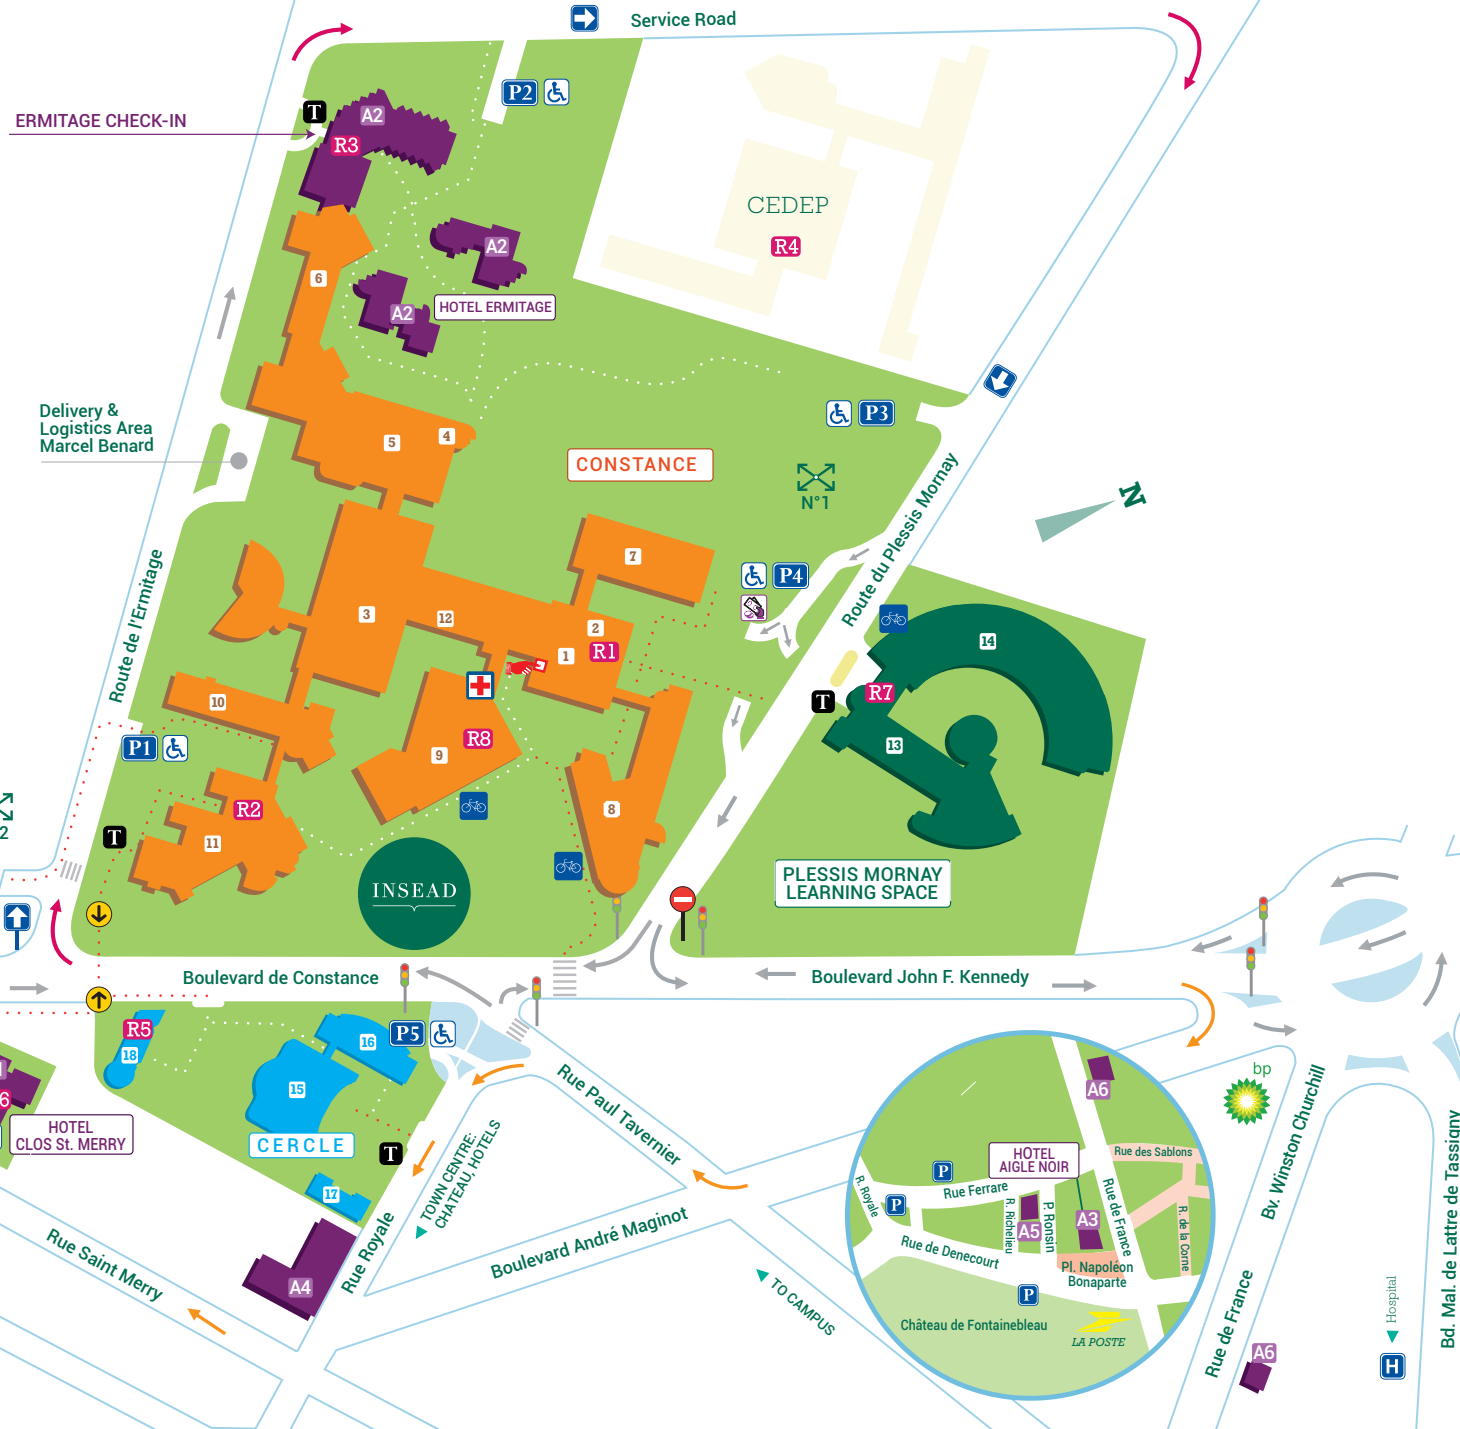 Service Road
P2
T
A2
ERMITAGE CHECK-IN
R3
CEDEP
R4
A2
6
A2
HOTEL ERMITAGE
Delivery &
Logistics Area
Marcel Benard
P3
5
4
CONSTANCE
N°1
N
Route du Plessis Mornay
7
P4
Route de l'Ermitage
3
12
2
R1
1
14
10
R7
T
13
P1
R8
9
R2
8
11
T
2
INSEAD
PLESSIS MORNAY
LEARNING SPACE
Boulevard de Constance
Boulevard John F. Kennedy
R5
18
16
P5
15
6
HOTEL
CLOS St. MERRY
CERCLE
T
17
A4
Rue Saint Merry
Rue Royale
TOWN CENTRE:
CHATEAU, HOTELS
Rue Paul Tavernier
Boulevard André Maginot
TO CAMPUS
bp
A6
HOTEL
AIGLE NOIR
Rue des Sablons
P
R. Royale
P
Rue Ferrare
R. Richelieu
A5
P. Ronsin
A3
Rue de France
R. de la Corne
Rue de Denecourt
Pl. Napoléon
Bonaparte
P
Château de Fontainebleau
LA POSTE
Bv. Winston Churchill
Rue de France
A6
Hospital
H
Bd. Mal. de Lattre de Tassigny